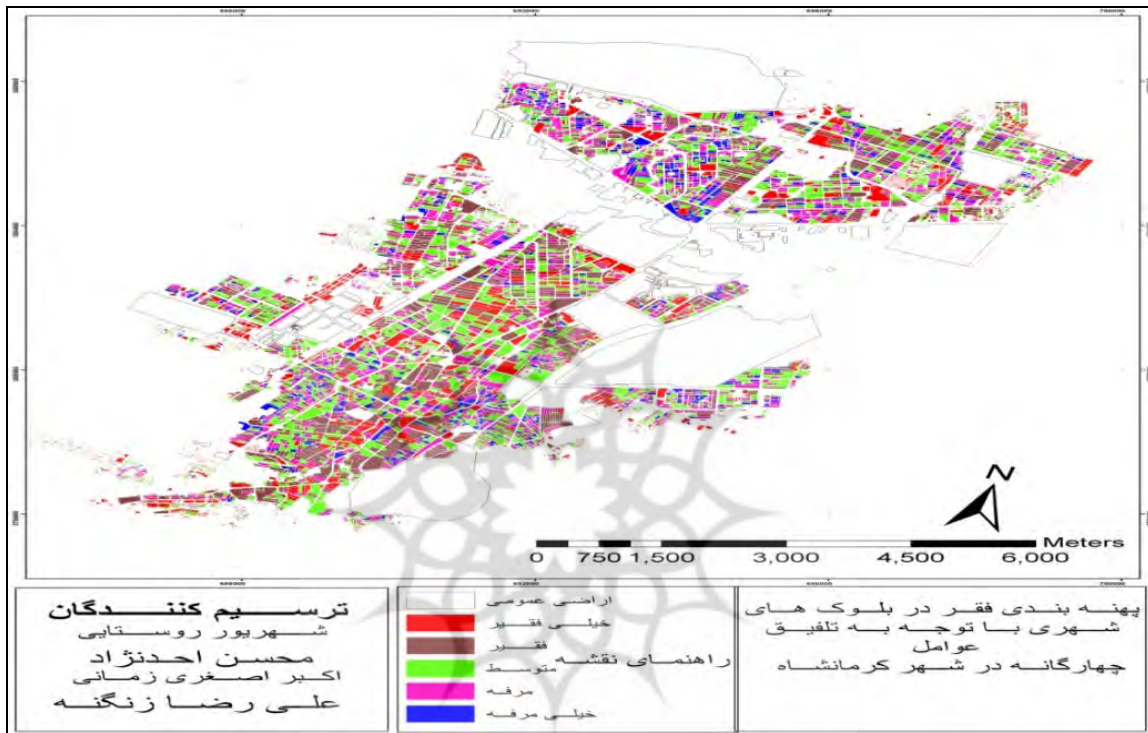 N
Meters
0 750 1,500 3,000 4,500 6,000
پهنه بندی فقر در بلوک های
شهری با توجه به تلفیق
عوامل
چهارگانه در شهر کرمانشاه
راهنمای نقشه
اراضی عمومی
خیلی فقیر
فقیر
متوسط
مرفه
خیلی مرفه
ترسیم کنندگان
شهریور روستایی
محسن احدنژاد
اکبر اصغری زمانی
علی رضا زنگنه